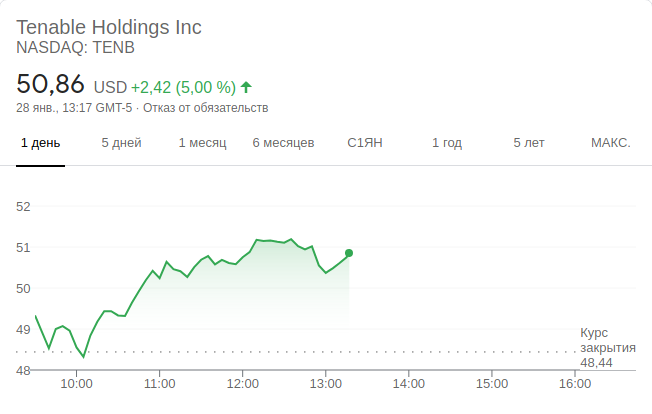 Tenable Holdings Inc
NASDAQ: TENB
50,86 USD +2,42 (5,00 %)
28 янв., 13:17 GMT-5 · Отказ от обязательств
1 день 5 дней 1 месяц 6 месяцев С1ЯН 1 год 5 лет МАКС.
52
51
50
49
Курс
закрытия
48,44
48
10:00 11:00 12:00 13:00 14:00 15:00 16:00